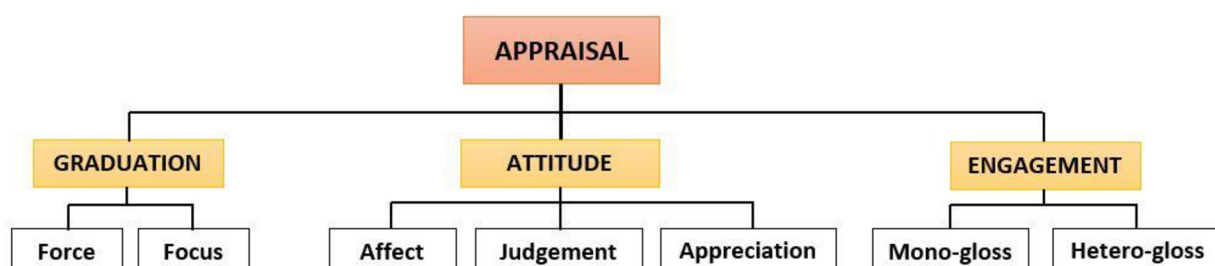 APPRAISAL
GRADUATION
ATTITUDE
ENGAGEMENT
Force
Focus
Affect
Judgement
Appreciation
Mono-gloss
Hetero-gloss